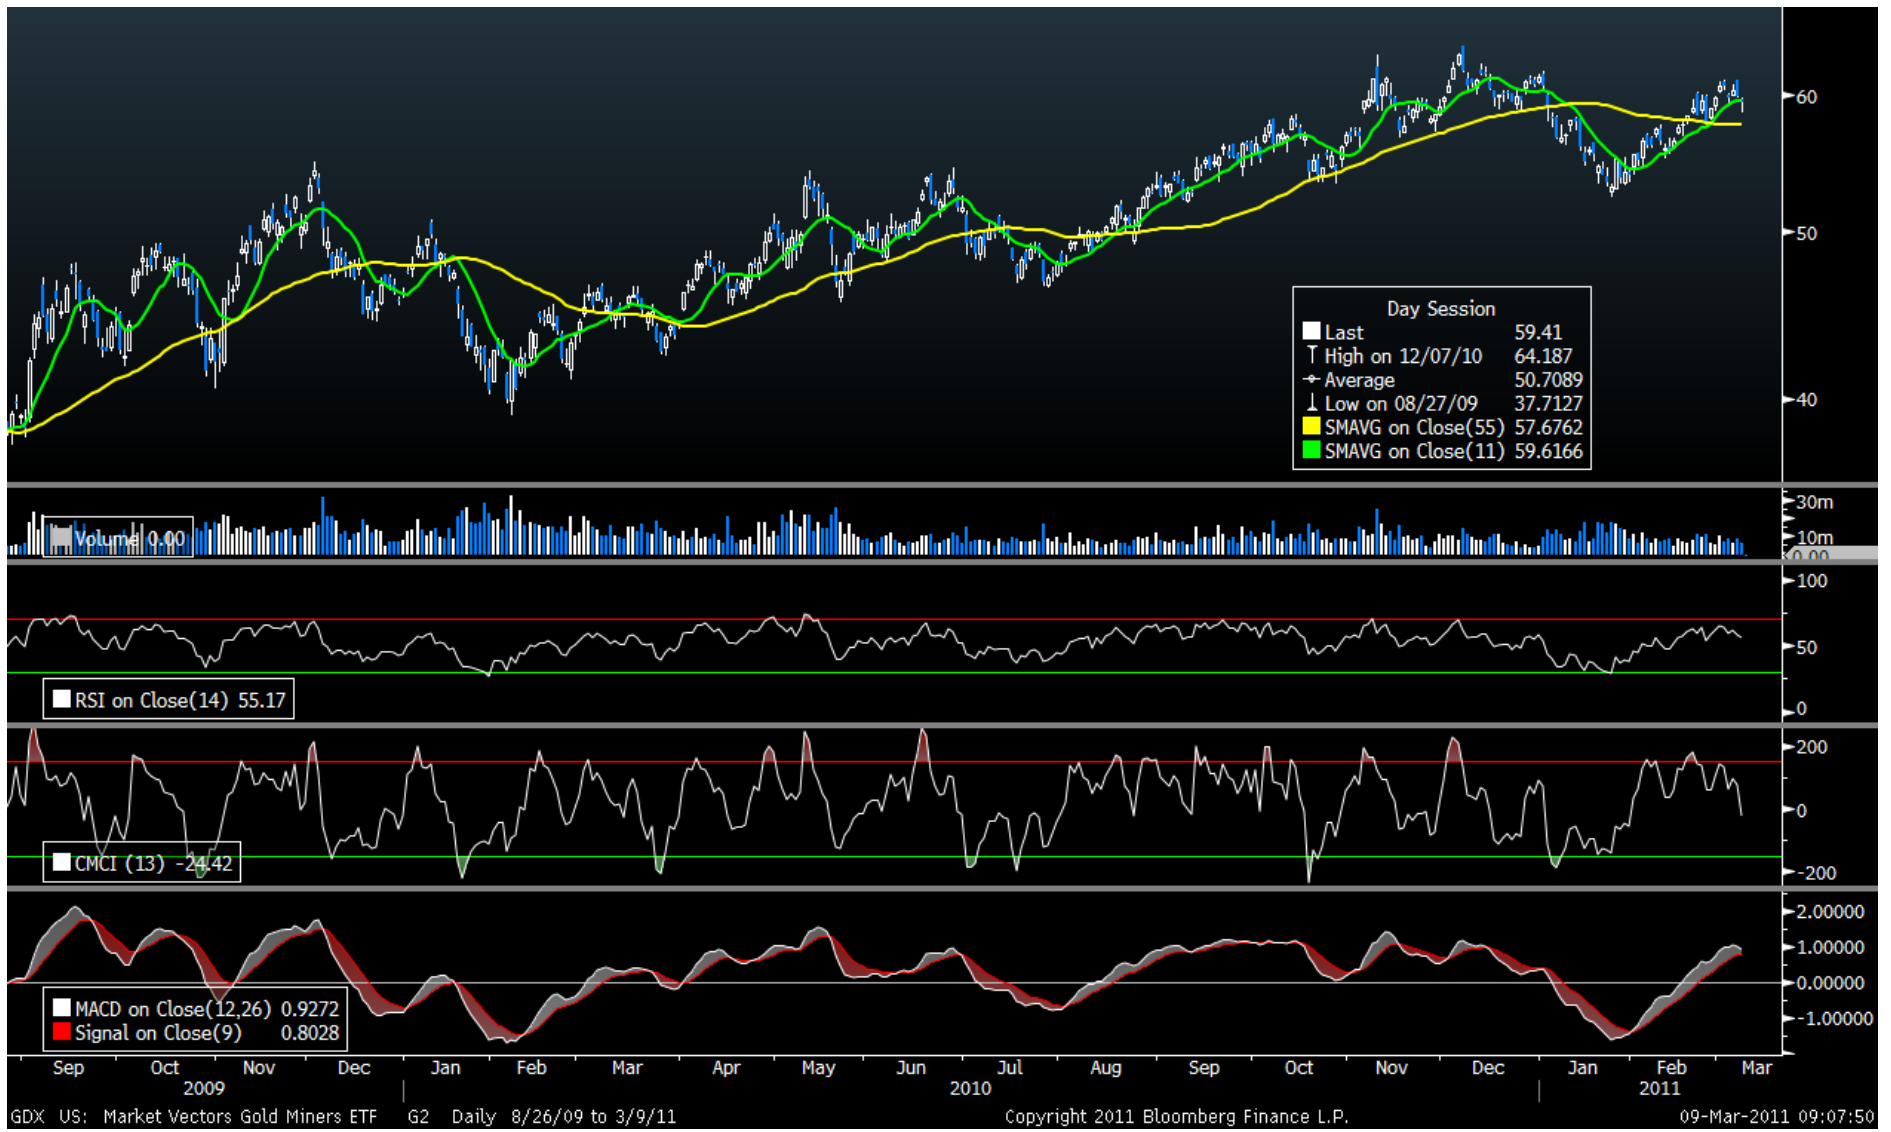 60
50
40
Day Session
Last 59.41
High on 12/07/10 64.187
Average 50.7089
Low on 08/27/09 37.7127
SMAVG on Close(55) 57.6762
SMAVG on Close(11) 59.6166
30m
10m
0.00
Volume 0.00
100
50
0
RSI on Close(14) 55.17
200
0
-200
CMCI (13) -24.42
2.00000
1.00000
0.00000
-1.00000
MACD on Close(12,26) 0.9272
Signal on Close(9) 0.8028
Sep Oct Nov Dec Jan Feb Mar Apr May Jun Jul Aug Sep Oct Nov Dec Jan Feb Mar
2009 2010 2011
GDX US: Market Vectors Gold Miners ETF G2 Daily 8/26/09 to 3/9/11 Copyright 2011 Bloomberg Finance L.P. 09-Mar-2011 09:07:50